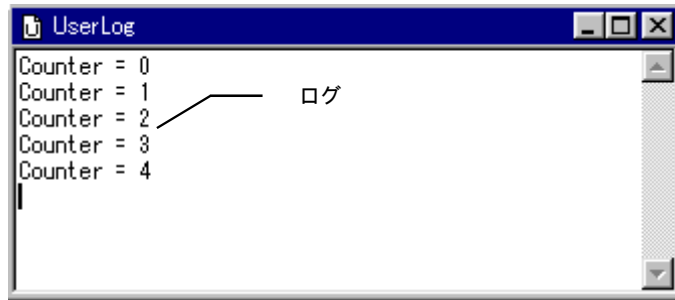 UserLog
Counter = 0
Counter = 1
Counter = 2
Counter = 3
Counter = 4
ログ